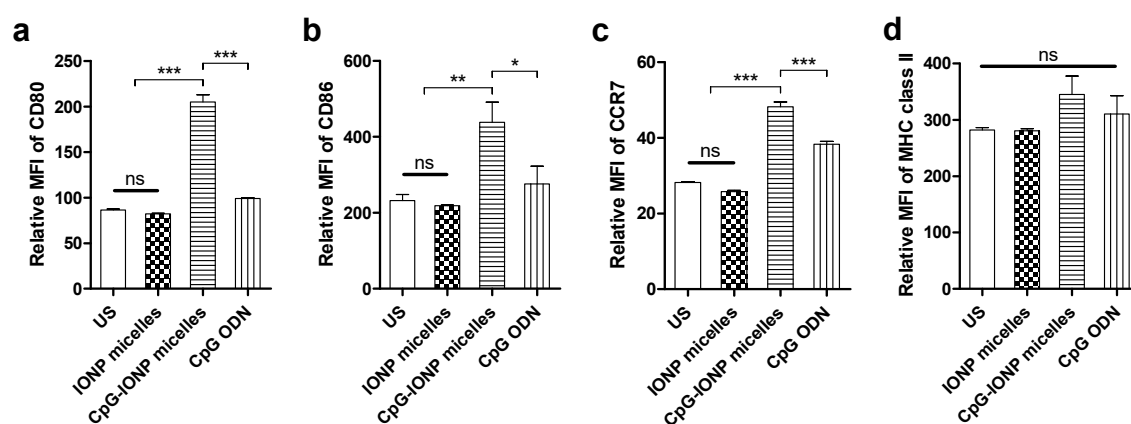 a
Relative MFI of CD80
250
200
150
100
50
0
ns
***
***
US
IONP micelles
CpG-IONP micelles
CpG ODN
b
Relative MFI of CD86
600
400
200
0
ns
**
*
US
IONP micelles
CpG-IONP micelles
CpG ODN
c
Relative MFI of CCR7
60
40
20
0
ns
***
***
US
IONP micelles
CpG-IONP micelles
CpG ODN
d
Relative MFI of MHC class II
400
300
200
100
0
ns
US
IONP micelles
CpG-IONP micelles
CpG ODN